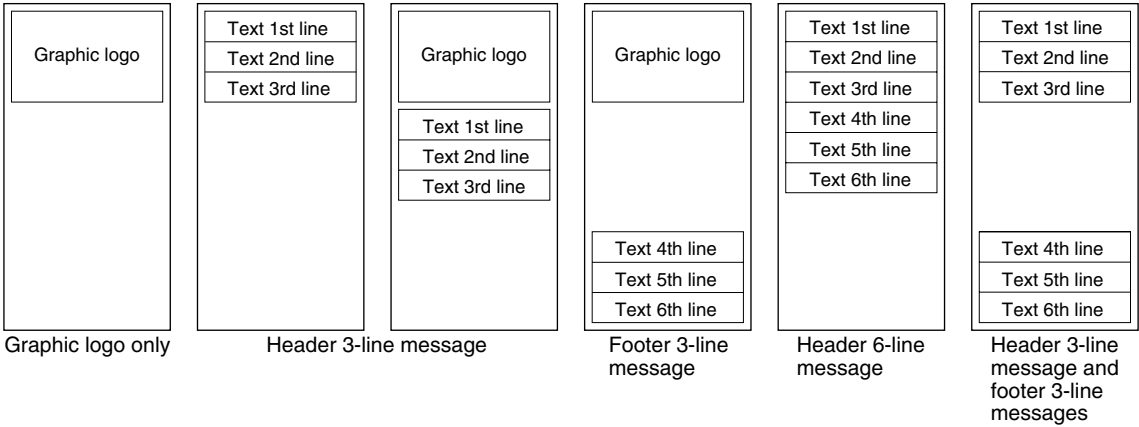 Graphic logo
Text 1st line
Text 2nd line
Text 3rd line
Graphic logo
Text 1st line
Text 2nd line
Text 3rd line
Graphic logo
Text 4th line
Text 5th line
Text 6th line
Text 1st line
Text 2nd line
Text 3rd line
Text 4th line
Text 5th line
Text 6th line
Text 1st line
Text 2nd line
Text 3rd line
Text 4th line
Text 5th line
Text 6th line
Graphic logo only
Header 3-line message
Footer 3-line
message
Header 6-line
message
Header 3-line
message and
footer 3-line
messages